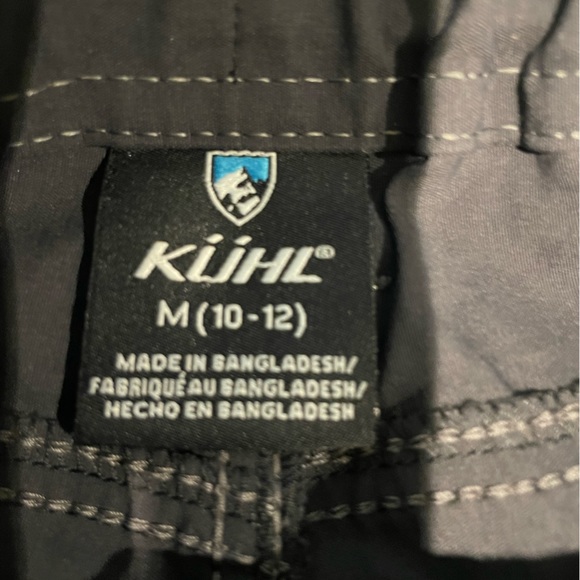 KÜHL®
M (10-12)
MADE IN BANGLADESH/
FABRIQUÉ AU BANGLADESH/
HECHO EN BANGLADESH